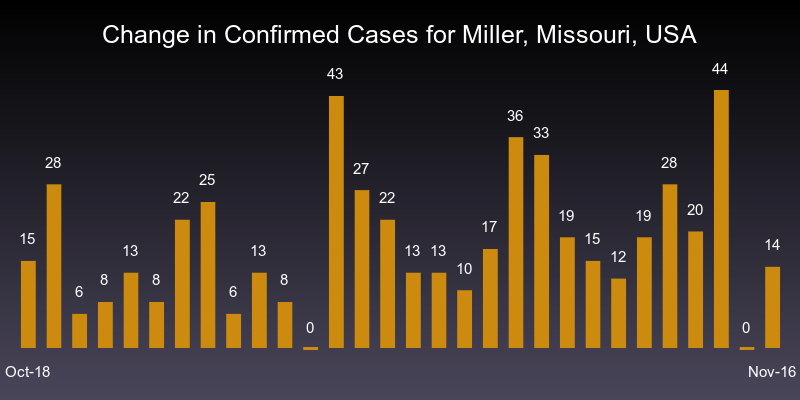 Change in Confirmed Cases for Miller, Missouri, USA
15 28 6 8 13 8 22 25 6 13 8 0 43 27 22 13 13 10 17 36 33 19 15 12 19 28 20 44 0 14
Oct-18 Nov-16